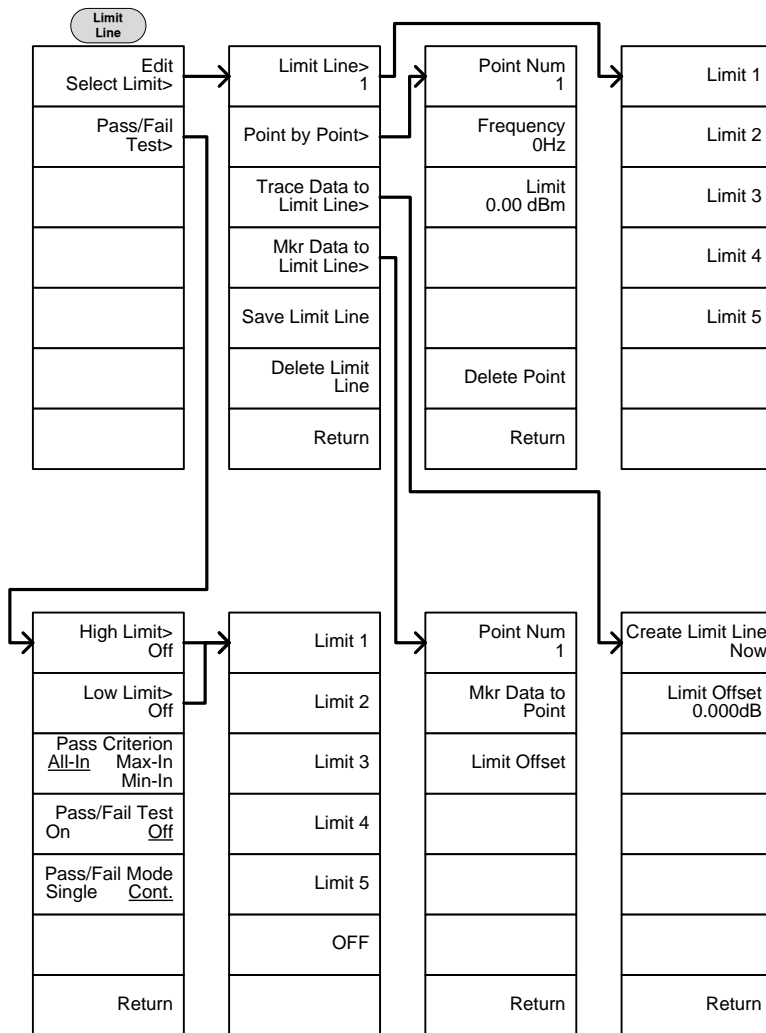 Limit
Line
Edit
Select Limit>
Pass/Fail
Test>
Limit Line>
1
Point by Point>
Trace Data to
Limit Line>
Mkr Data to
Limit Line>
Save Limit Line
Delete Limit
Line
Return
Point Num
1
Frequency
0Hz
Limit
0.00 dBm
Delete Point
Return
Limit 1
Limit 2
Limit 3
Limit 4
Limit 5
High Limit>
Off
Low Limit>
Off
Pass Criterion
All-In Max-In
Min-In
Pass/Fail Test
On Off
Pass/Fail Mode
Single Cont.
Return
Limit 1
Limit 2
Limit 3
Limit 4
Limit 5
OFF
Point Num
1
Mkr Data to
Point
Limit Offset
Return
Create Limit Line
Now
Limit Offset
0.000dB
Return